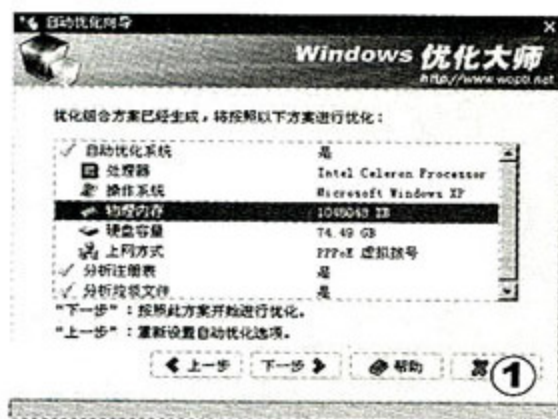 自动优化向导
Windows 优化大师
http://www.wopti.net
优化组合方案已经生成，将按照以下方案进行优化：
自动优化系统 是
处理器 Intel Celeron Processor
操作系统 Microsoft Windows XP
物理内存
硬盘容量 74.49 GB
上网方式 PPPoE 虚拟拨号
分析注册表 是
分析垃圾文件 是
"下一步"：按照此方案开始进行优化。
"上一步"：重新设置自动优化选项。
上一步 下一步 帮助
①